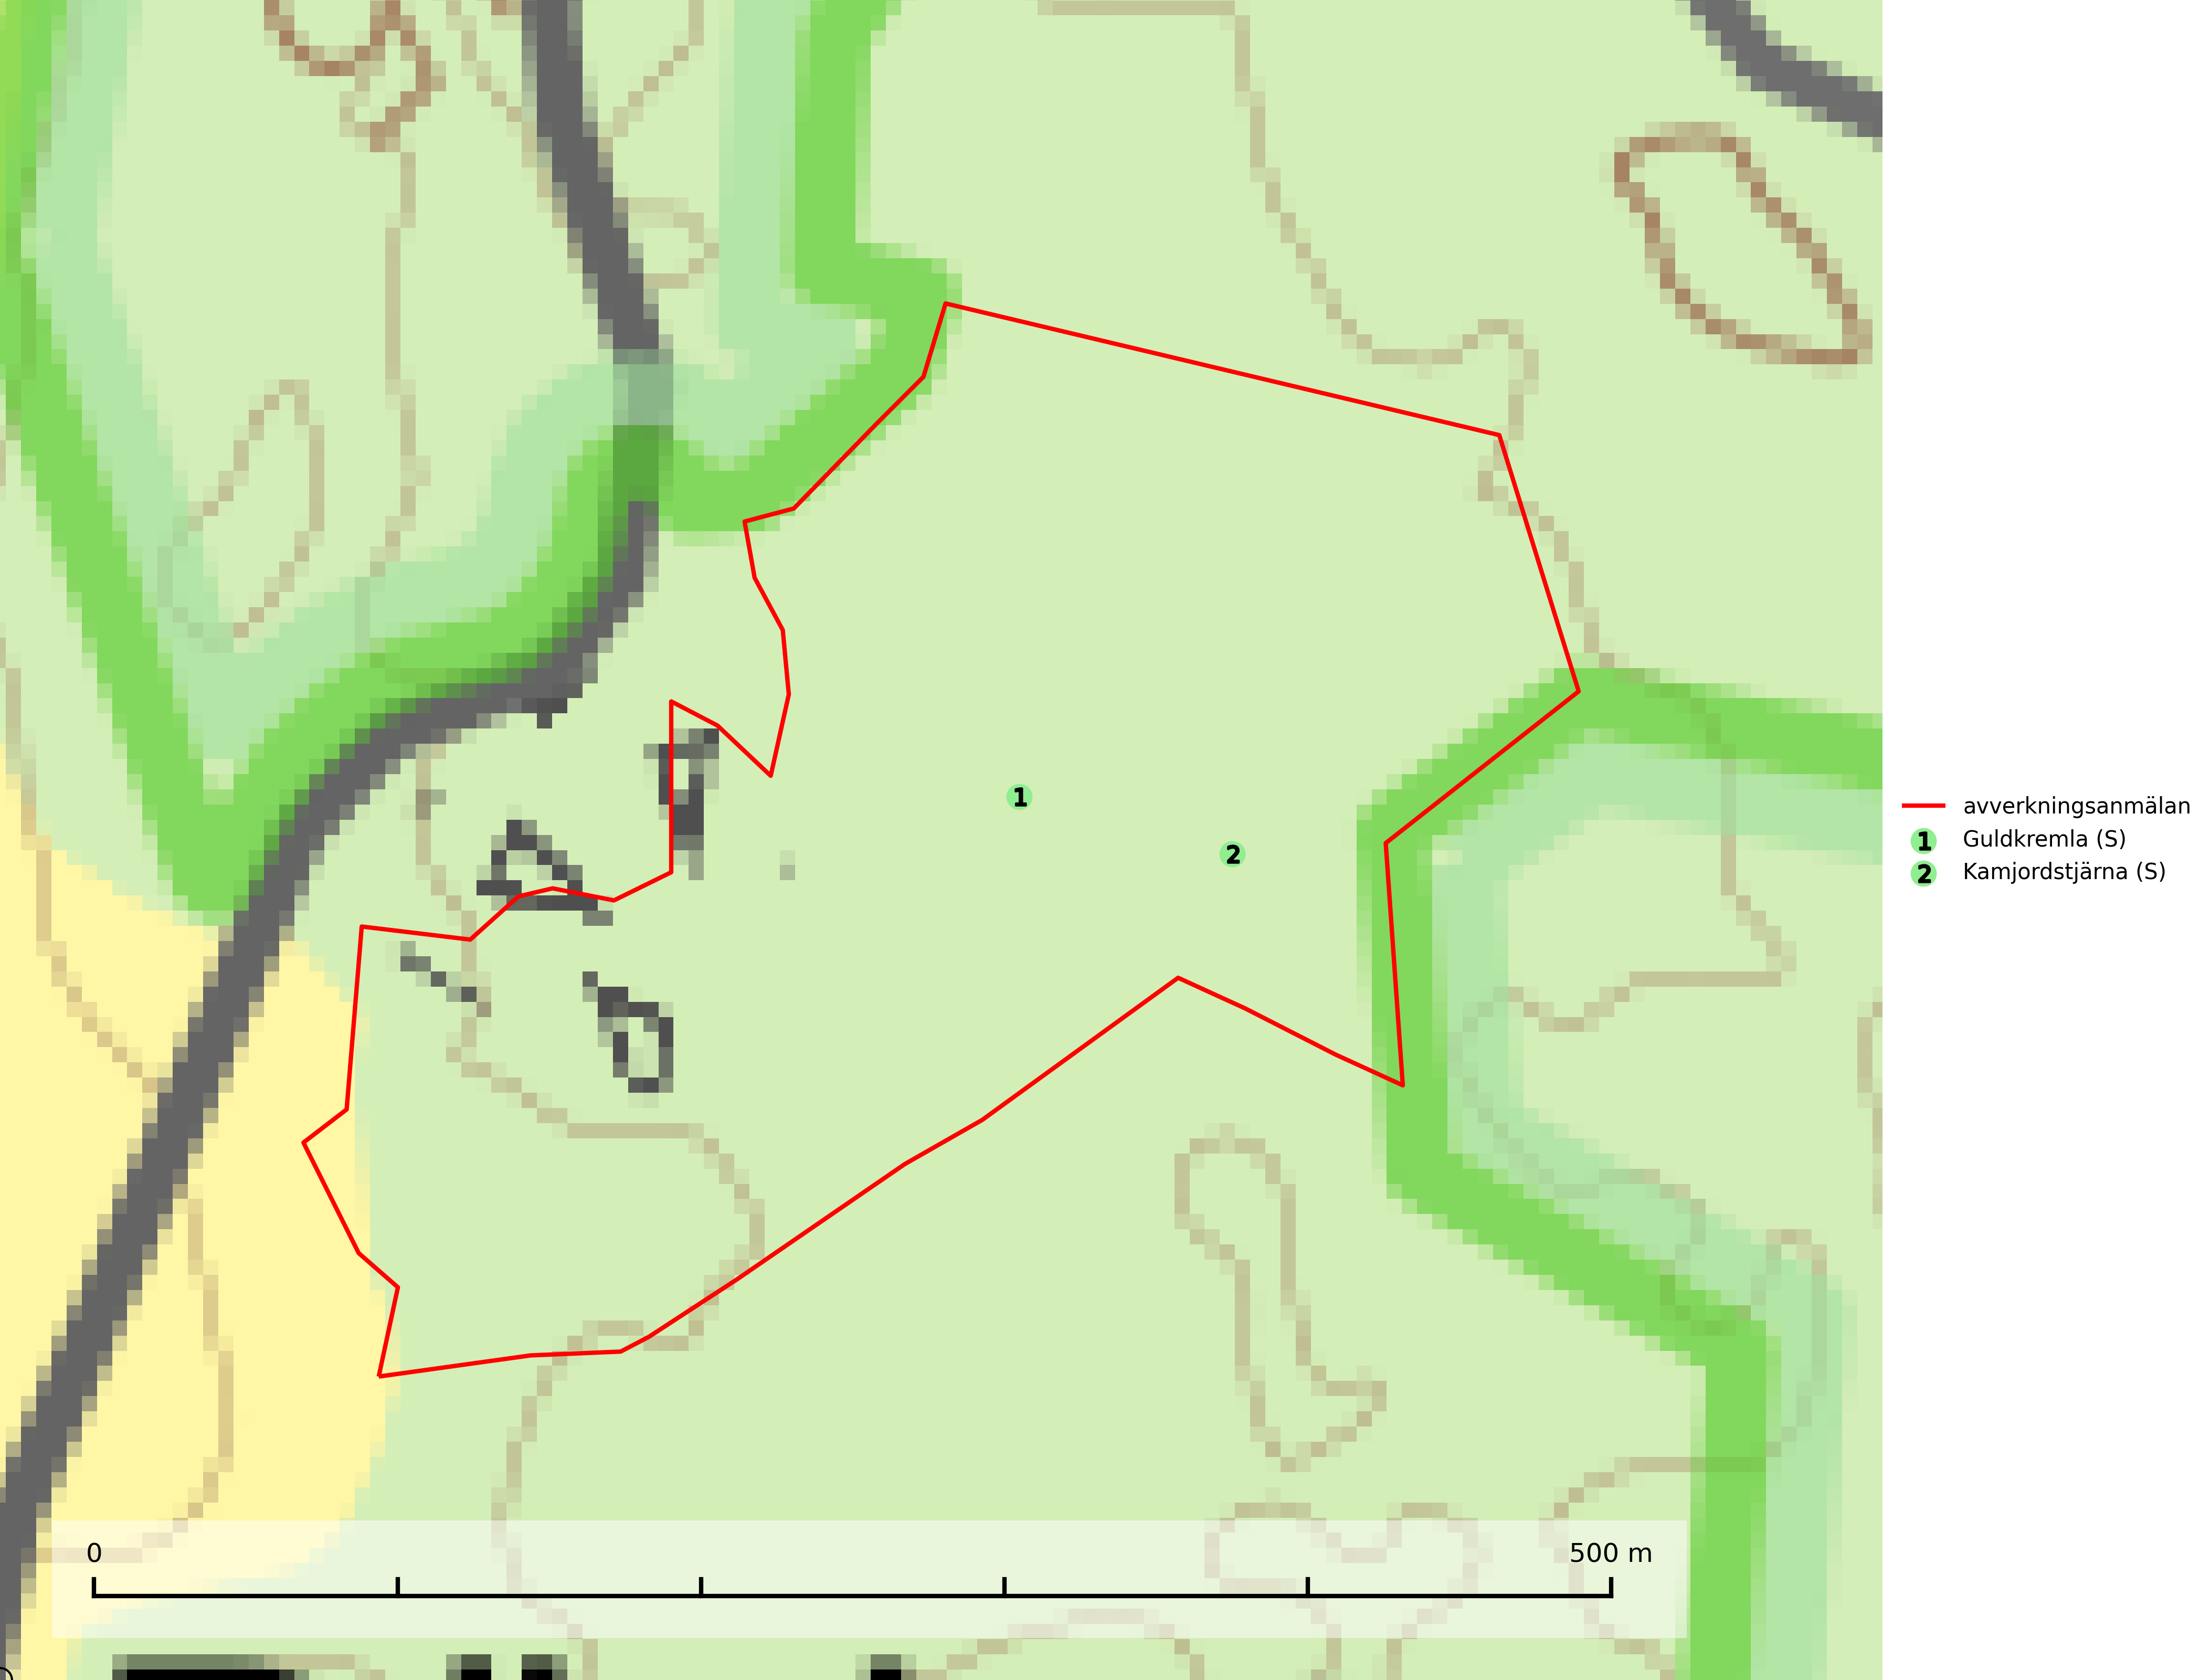 1
2
avverkningsanmälan
1 Guldkremla (S)
2 Kamjordstjärna (S)
0 500 m